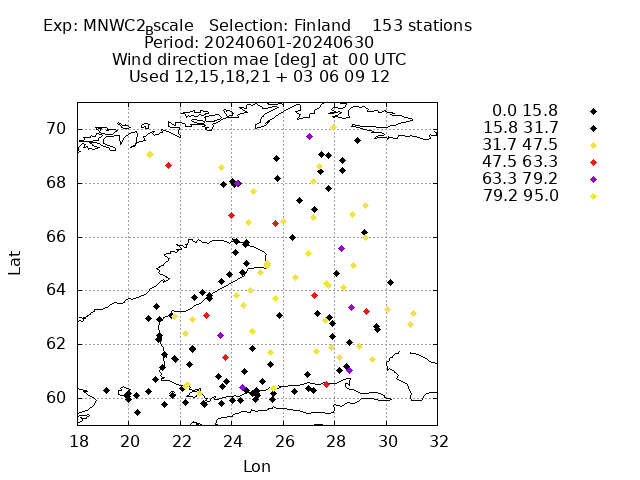 Exp: MNWC2_Bscale   Selection: Finland    153 stations
Period: 20240601-20240630
Wind direction mae [deg] at  00 UTC
Used 12,15,18,21 + 03 06 09 12
0.0 15.8
15.8 31.7
31.7 47.5
47.5 63.3
63.3 79.2
79.2 95.0
70
68
66
64
62
60
Lat
18 20 22 24 26 28 30 32
Lon